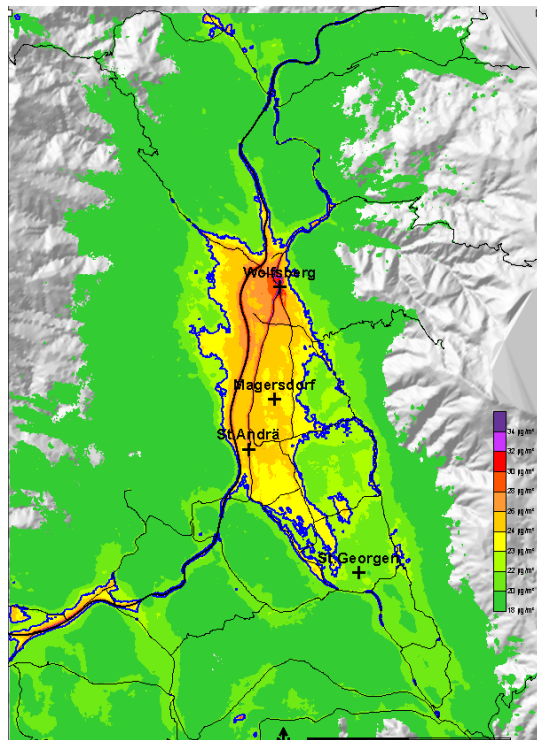 Wolfsberg
Magersdorf
St.Andrä
St.Georgen
34 µg/m³
32 µg/m³
30 µg/m³
28 µg/m³
26 µg/m³
24 µg/m³
23 µg/m³
22 µg/m³
20 µg/m³
18 µg/m³